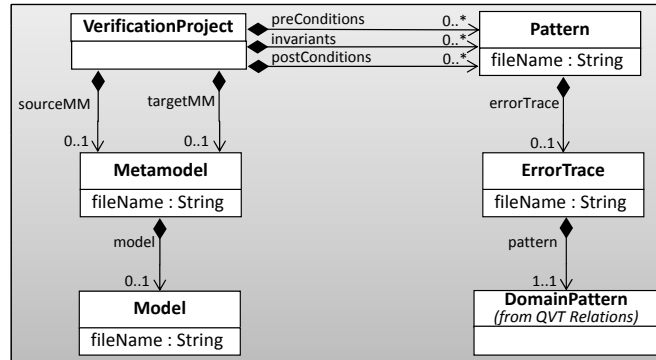 VerificationProject
preConditions
0..*
invariants
0..*
postConditions
0..*
Pattern
fileName : String
sourceMM
targetMM
errorTrace
0..1
0..1
0..1
Metamodel
fileName : String
ErrorTrace
fileName : String
model
pattern
0..1
1..1
Model
fileName : String
DomainPattern
(from QVT Relations)